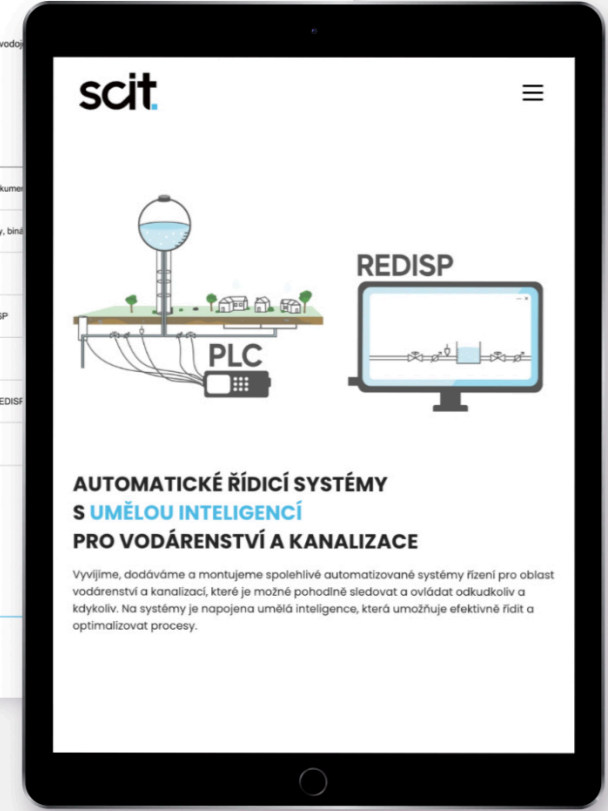 scit.
REDISP
PLC
AUTOMATICKÉ ŘÍDICÍ SYSTÉMY
S UMĚLOU INTELIGENCÍ
PRO VODÁRENSTVÍ A KANALIZACE
Vyvíjíme, dodáváme a montujeme spolehlivé automatizované systémy řízení pro oblast
vodárenství a kanalizací, které je možné pohodlně sledovat a ovládat odkudkoliv a
kdykoliv. Na systémy je napojena umělá inteligence, která umožňuje efektivně řídit a
optimalizovat procesy.